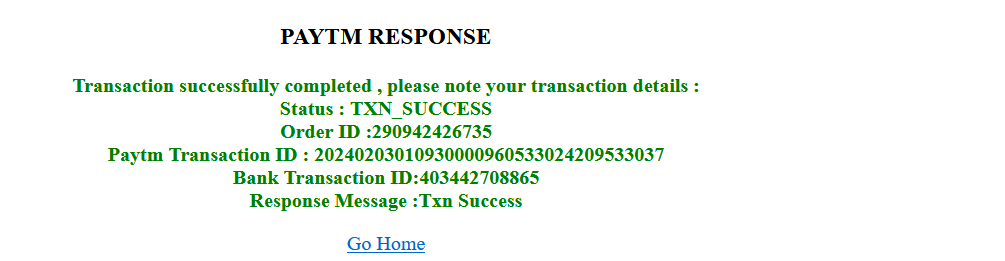 PAYTM RESPONSE
Transaction successfully completed , please note your transaction details :
Status : TXN_SUCCESS
Order ID :290942426735
Paytm Transaction ID : 20240203010930000960533024209533037
Bank Transaction ID:403442708865
Response Message :Txn Success
Go Home